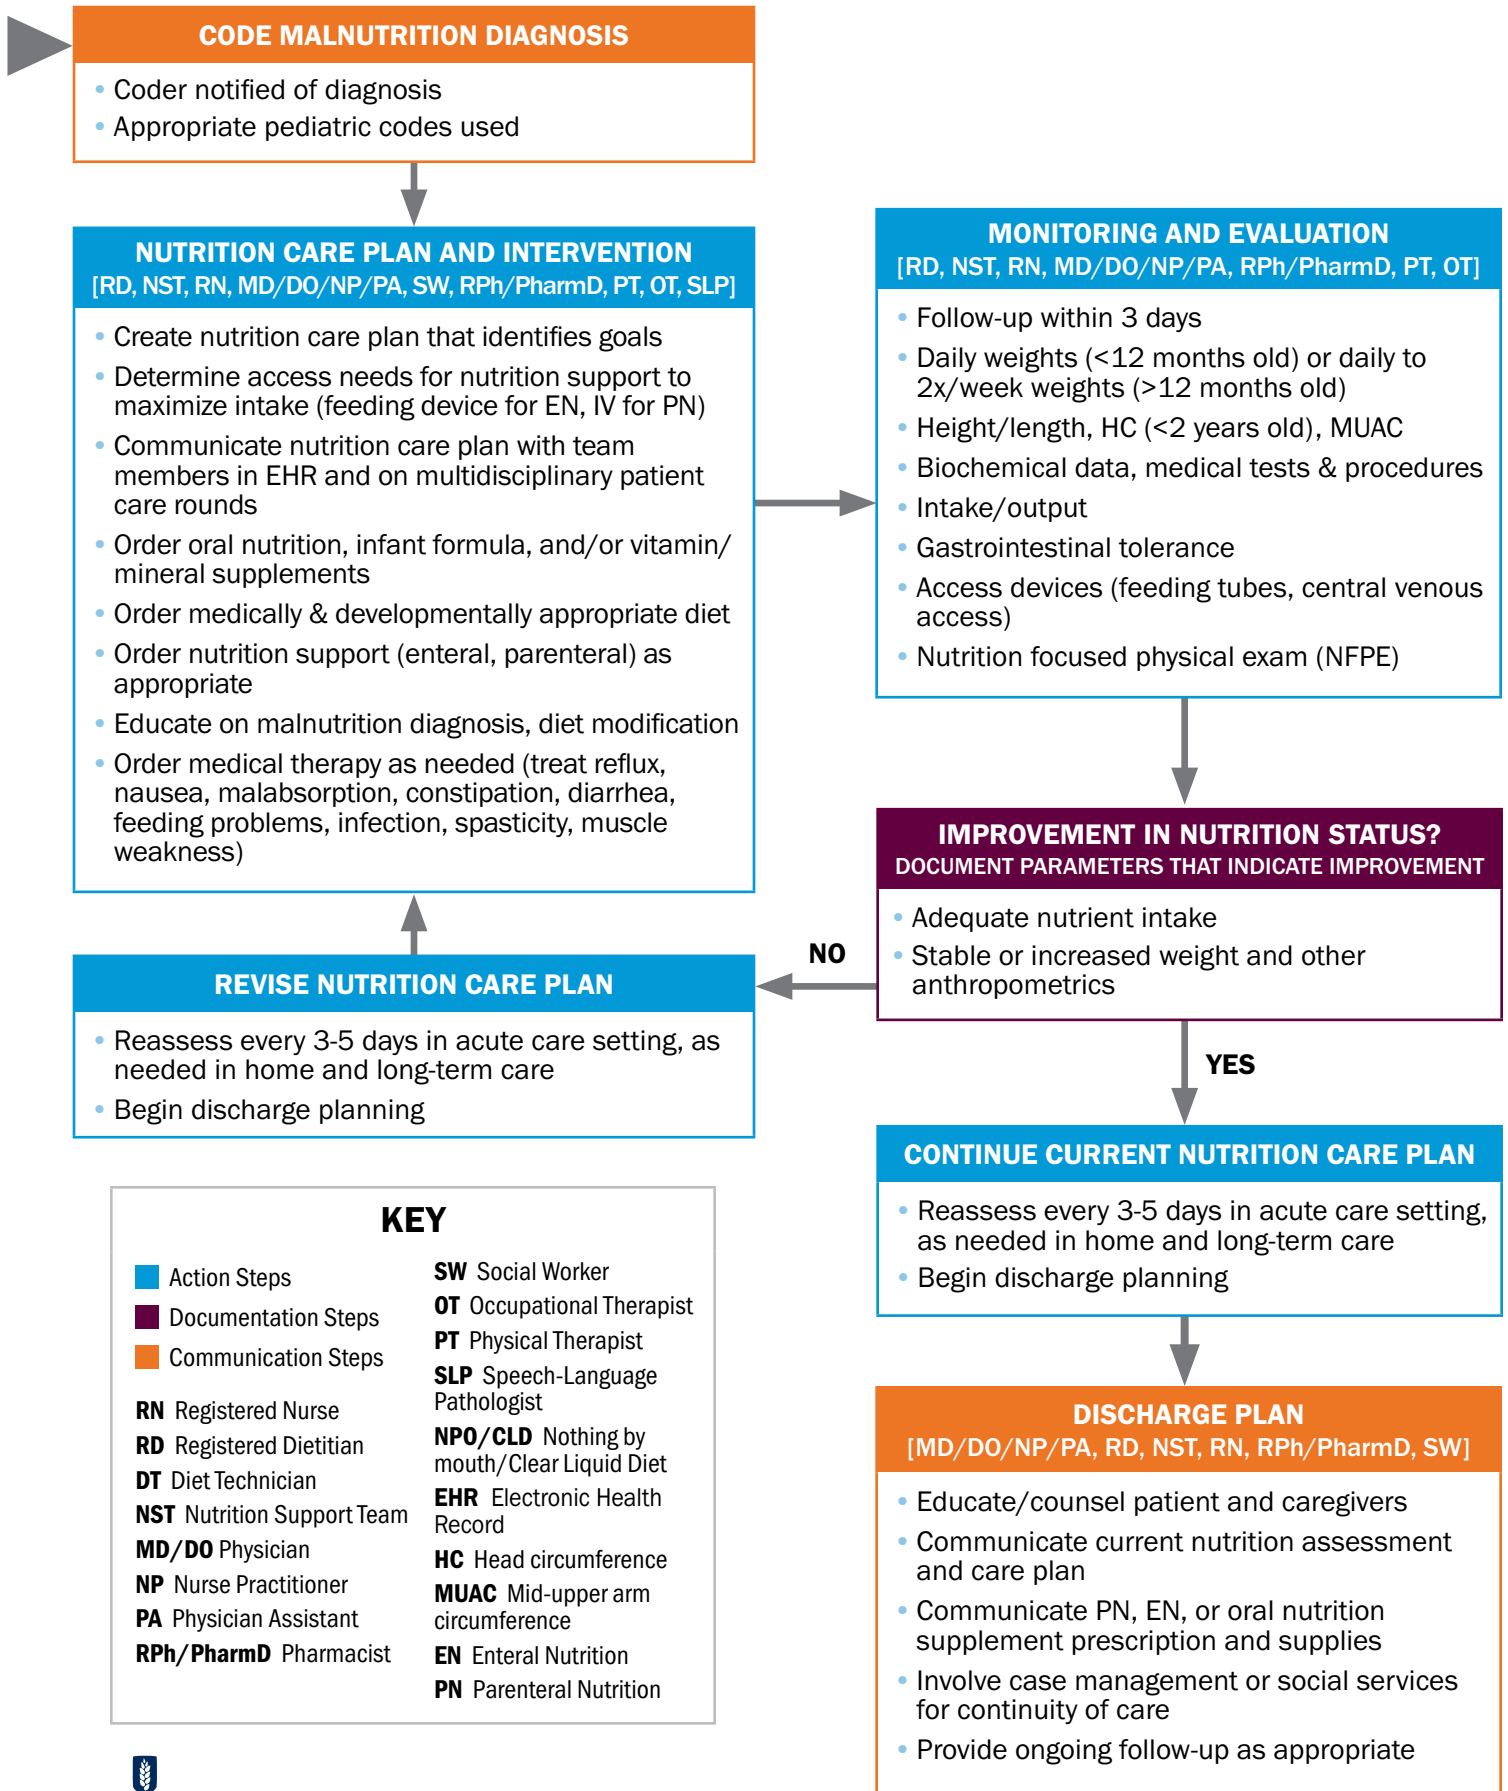 CODE MALNUTRITION DIAGNOSIS
• Coder notified of diagnosis
• Appropriate pediatric codes used
NUTRITION CARE PLAN AND INTERVENTION
[RD, NST, RN, MD/DO/NP/PA, SW, RPh/PharmD, PT, OT, SLP]
• Create nutrition care plan that identifies goals
• Determine access needs for nutrition support to
maximize intake (feeding device for EN, IV for PN)
• Communicate nutrition care plan with team
members in EHR and on multidisciplinary patient
care rounds
• Order oral nutrition, infant formula, and/or vitamin/
mineral supplements
• Order medically & developmentally appropriate diet
• Order nutrition support (enteral, parenteral) as
appropriate
• Educate on malnutrition diagnosis, diet modification
• Order medical therapy as needed (treat reflux,
nausea, malabsorption, constipation, diarrhea,
feeding problems, infection, spasticity, muscle
weakness)
MONITORING AND EVALUATION
[RD, NST, RN, MD/DO/NP/PA, RPh/PharmD, PT, OT]
• Follow-up within 3 days
• Daily weights (<12 months old) or daily to
2x/week weights (>12 months old)
• Height/length, HC (<2 years old), MUAC
• Biochemical data, medical tests & procedures
• Intake/output
• Gastrointestinal tolerance
• Access devices (feeding tubes, central venous
access)
• Nutrition focused physical exam (NFPE)
IMPROVEMENT IN NUTRITION STATUS?
DOCUMENT PARAMETERS THAT INDICATE IMPROVEMENT
• Adequate nutrient intake
• Stable or increased weight and other
anthropometrics
NO
REVISE NUTRITION CARE PLAN
• Reassess every 3-5 days in acute care setting, as
needed in home and long-term care
• Begin discharge planning
YES
CONTINUE CURRENT NUTRITION CARE PLAN
• Reassess every 3-5 days in acute care setting,
as needed in home and long-term care
• Begin discharge planning
DISCHARGE PLAN
[MD/DO/NP/PA, RD, NST, RN, RPh/PharmD, SW]
• Educate/counsel patient and caregivers
• Communicate current nutrition assessment
and care plan
• Communicate PN, EN, or oral nutrition
supplement prescription and supplies
• Involve case management or social services
for continuity of care
• Provide ongoing follow-up as appropriate
KEY
Action Steps
Documentation Steps
Communication Steps
RN Registered Nurse
RD Registered Dietitian
DT Diet Technician
NST Nutrition Support Team
MD/DO Physician
NP Nurse Practitioner
PA Physician Assistant
RPh/PharmD Pharmacist
SW Social Worker
OT Occupational Therapist
PT Physical Therapist
SLP Speech-Language
Pathologist
NPO/CLD Nothing by
mouth/Clear Liquid Diet
EHR Electronic Health
Record
HC Head circumference
MUAC Mid-upper arm
circumference
EN Enteral Nutrition
PN Parenteral Nutrition